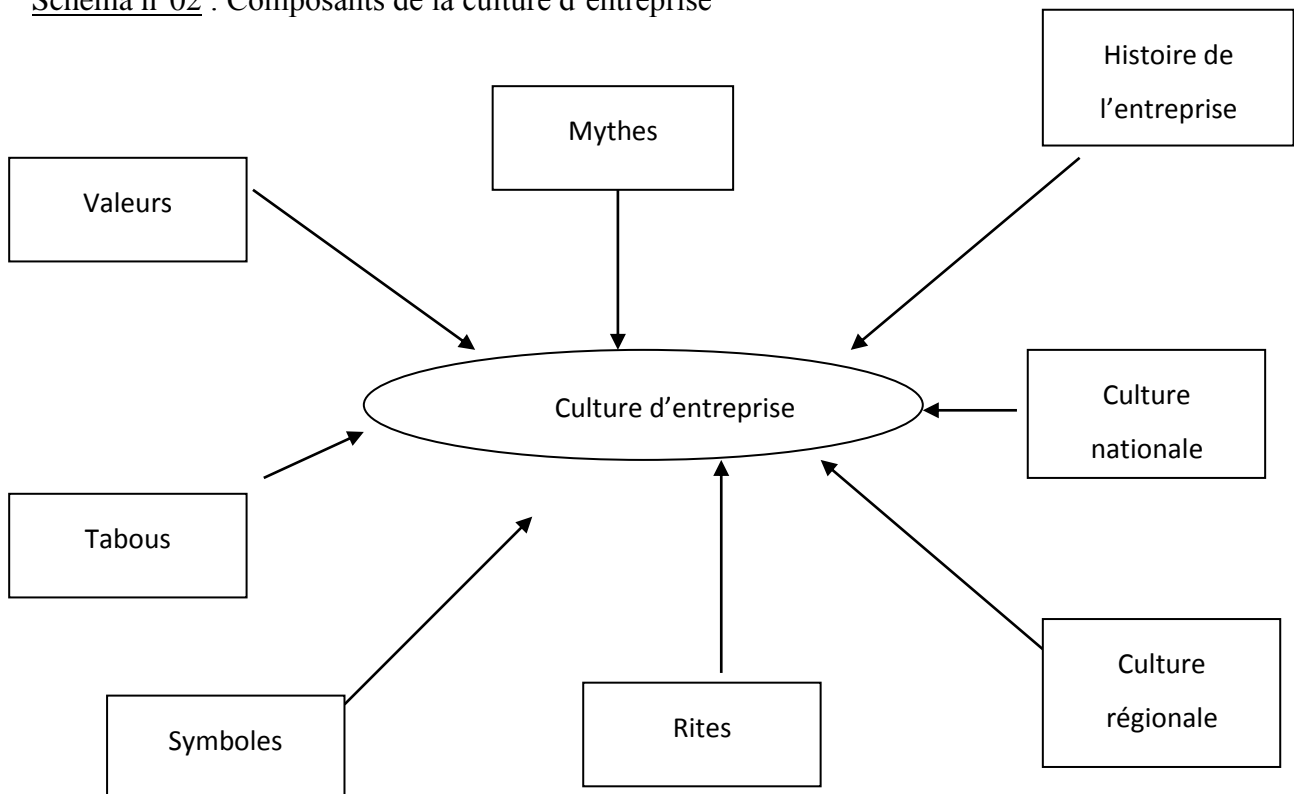 Schéma n°02 : Composants de la culture d’entreprise
Histoire de
l’entreprise
Mythes
Valeurs
Culture d’entreprise
Culture
nationale
Tabous
Culture
régionale
Rites
Symboles